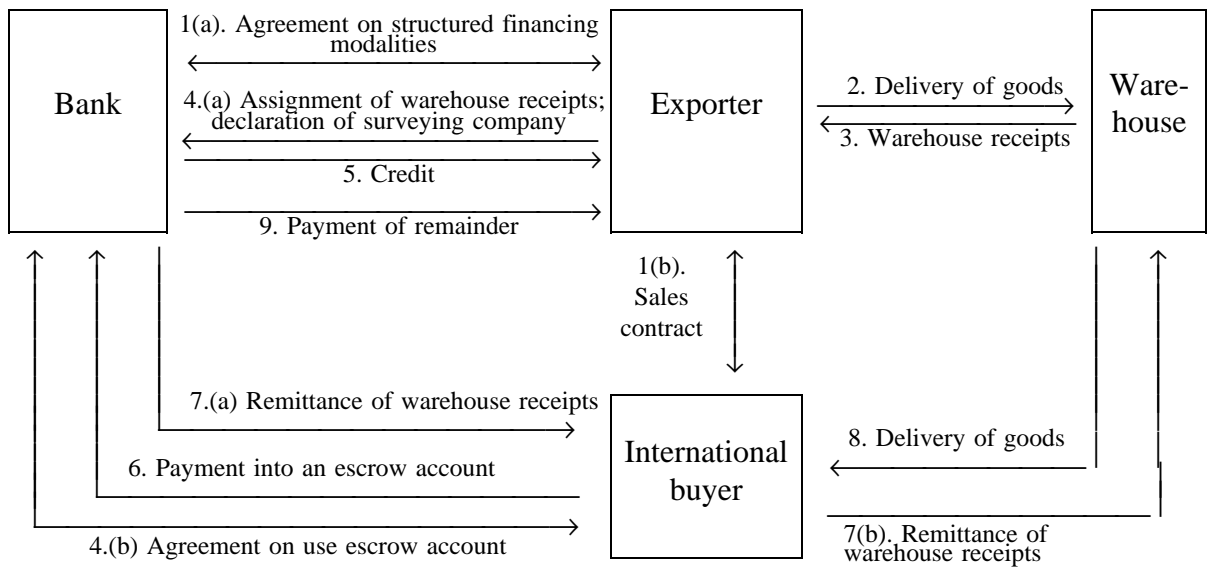 1(a). Agreement on structured financing
modalities
Bank
4.(a) Assignment of warehouse receipts;
declaration of surveying company
5. Credit
9. Payment of remainder
Exporter
2. Delivery of goods
3. Warehouse receipts
Ware-
house
1(b).
Sales
contract
7.(a) Remittance of warehouse receipts
6. Payment into an escrow account
4.(b) Agreement on use escrow account
International
buyer
8. Delivery of goods
7(b). Remittance of
warehouse receipts